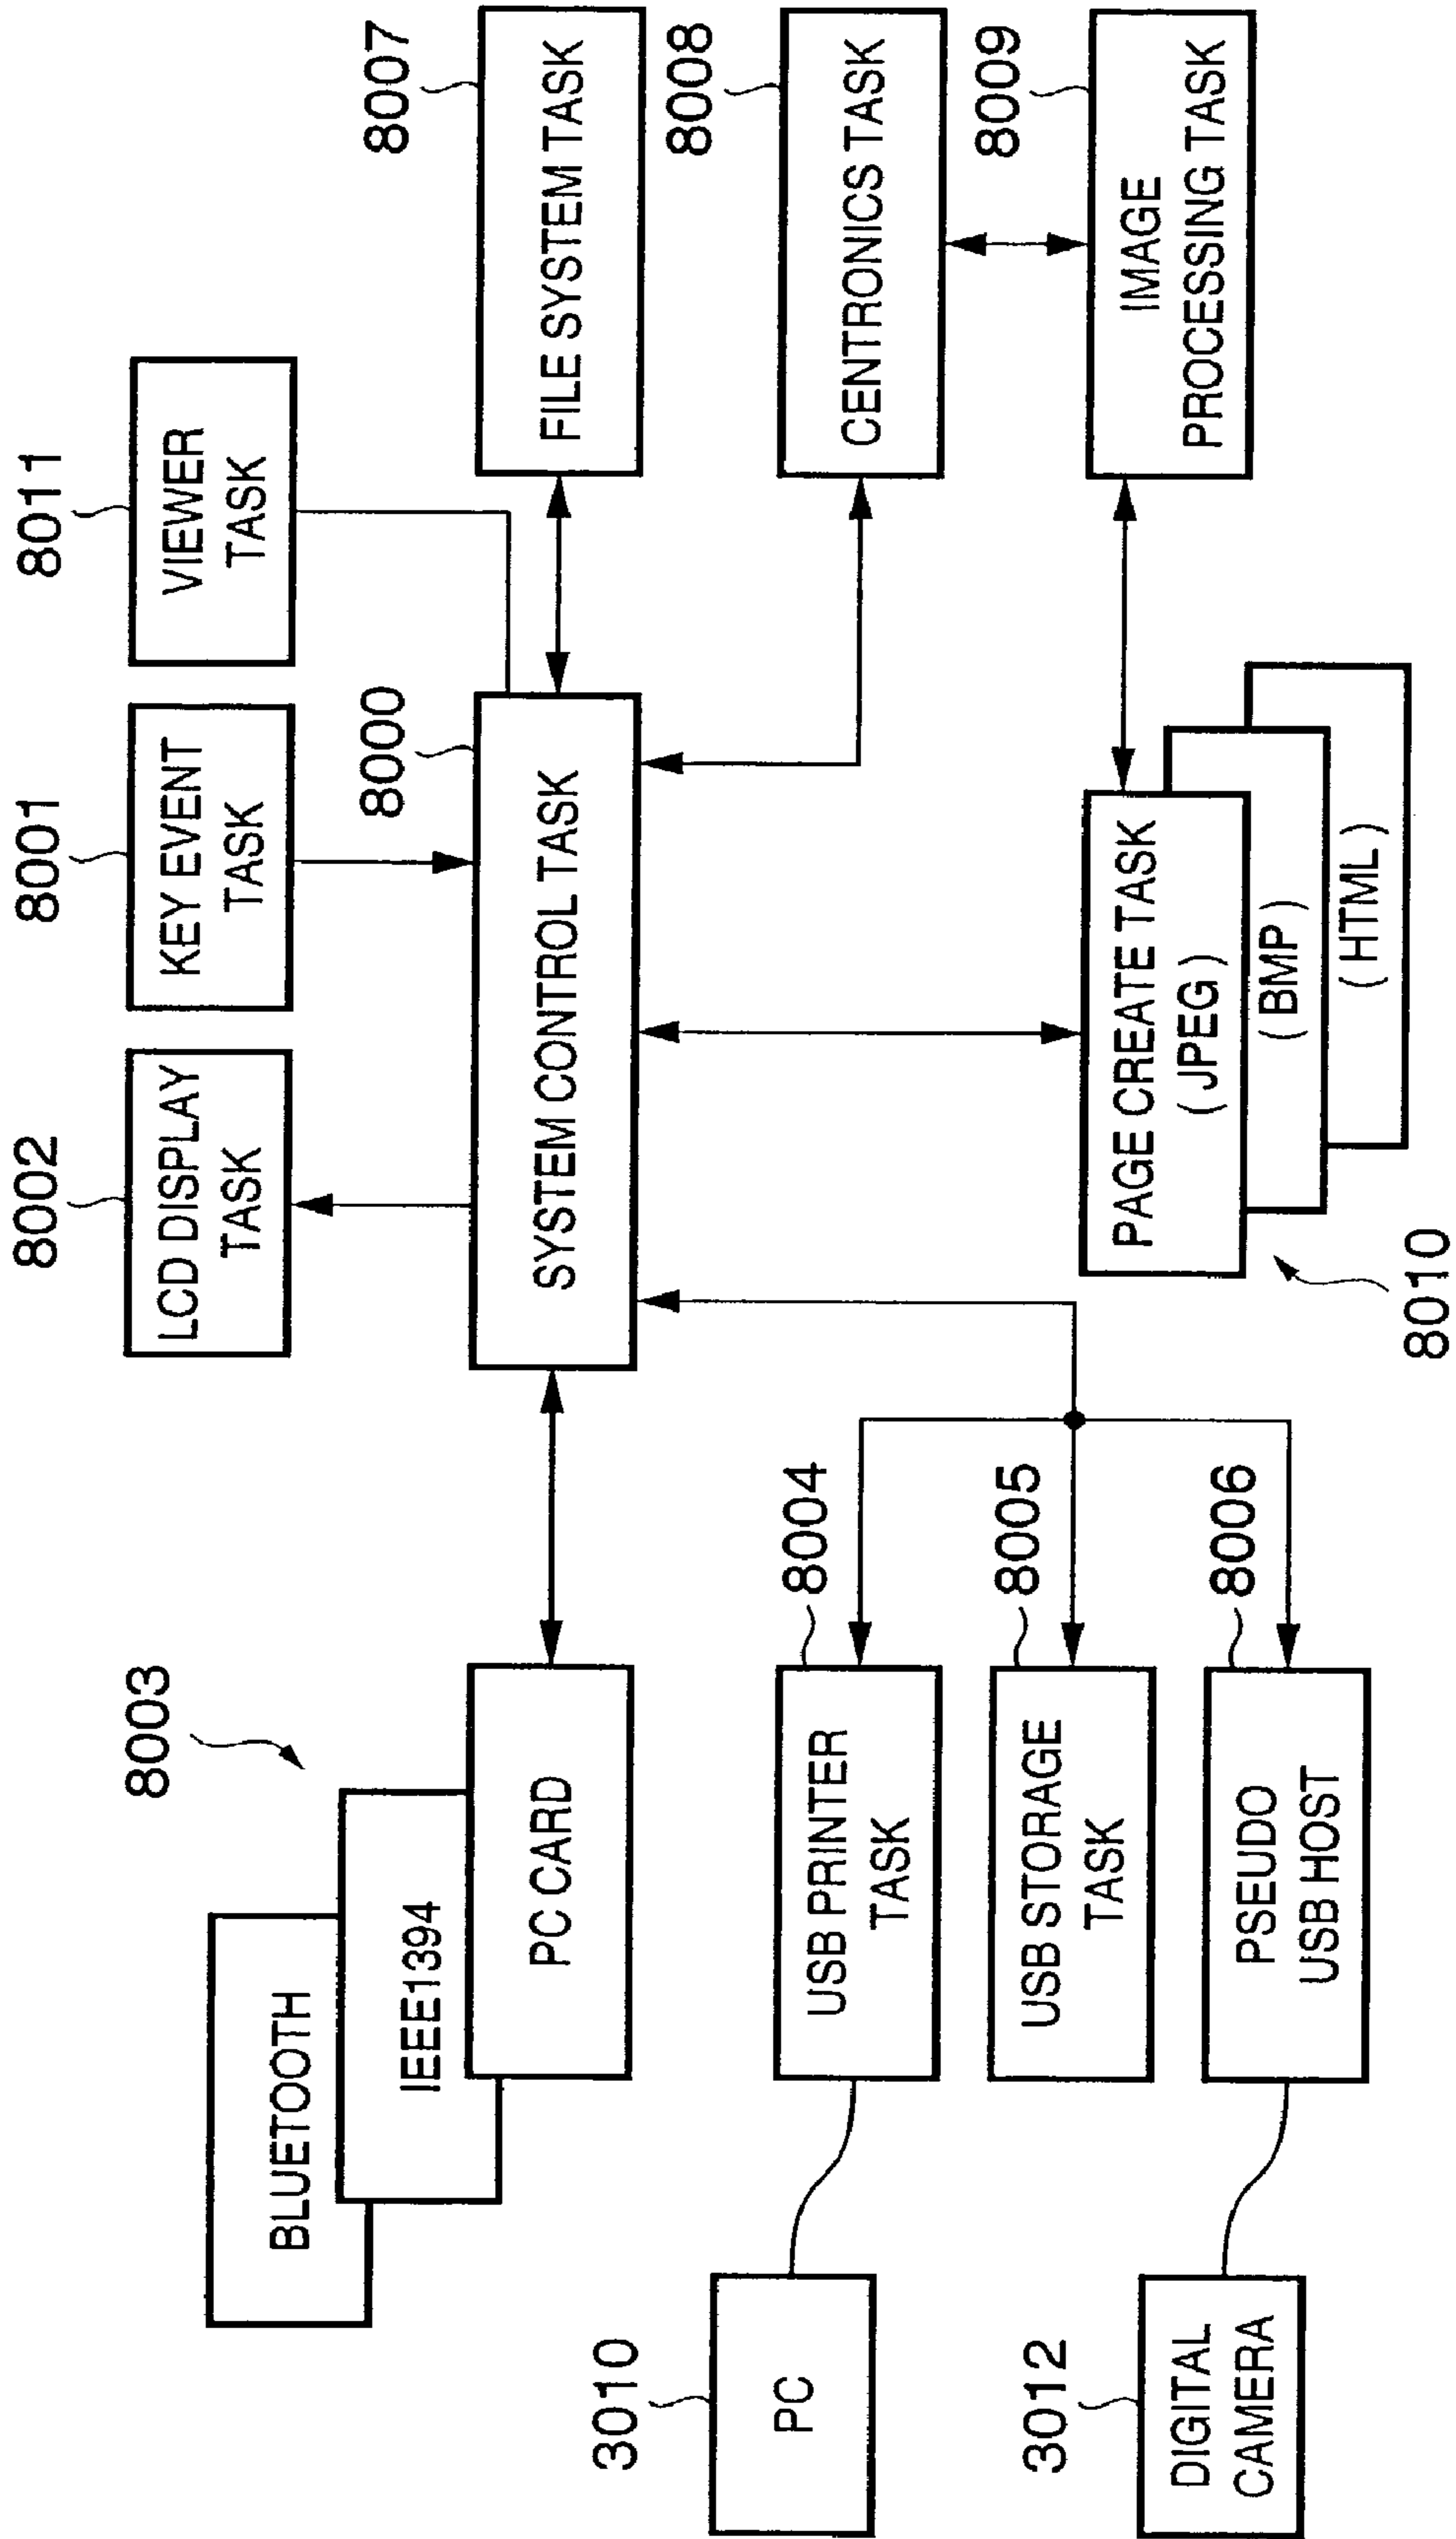 8002
LCD DISPLAY
TASK
8001
KEY EVENT
TASK
8011
VIEWER
TASK
8003
BLUETOOTH
IEEE1394
PC CARD
8000
SYSTEM CONTROL TASK
8007
FILE SYSTEM TASK
3010
PC
8004
USB PRINTER
TASK
8005
USB STORAGE
TASK
3012
DIGITAL
CAMERA
8006
PSEUDO
USB HOST
8008
CENTRONICS TASK
8009
IMAGE
PROCESSING TASK
PAGE CREATE TASK
( JPEG )
( BMP )
( HTML )
8010